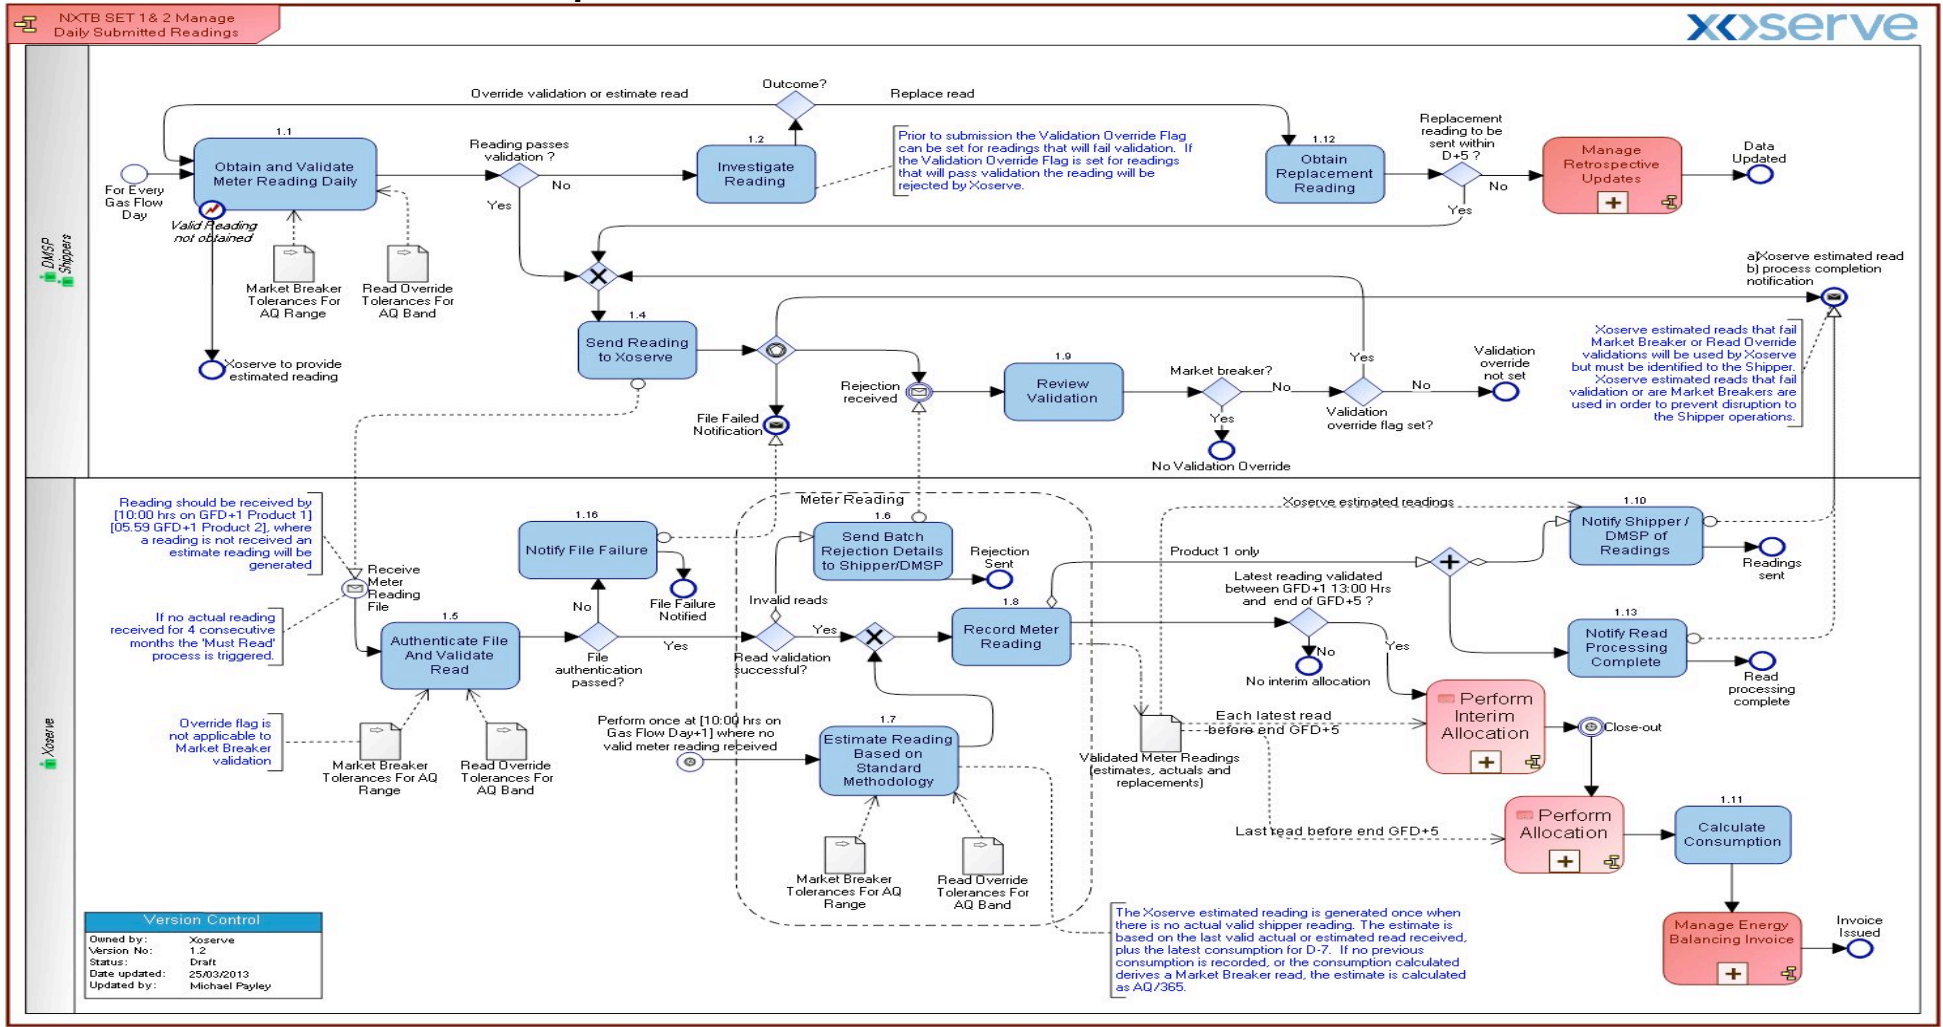 NXTB SET 1& 2 Manage
Daily Submitted Readings
xoserve
DMSP
Shippers
Outcome?
Override validation or estimate read
Replace read
1.1
Obtain and Validate
Meter Reading Daily
For Every
Gas Flow
Day
Valid Reading
not obtained
Market Breaker
Tolerances For
AQ Range
Read Override
Tolerances For
AQ Band
Xoserve to provide
estimated reading
Reading passes
validation ?
No
Yes
1.2
Investigate
Reading
Prior to submission the Validation Override Flag
can be set for readings that will fail validation. If
the Validation Override Flag is set for readings
that will pass validation the reading will be
rejected by Xoserve.
1.12
Obtain
Replacement
Reading
Replacement
reading to be
sent within
D+5 ?
No
Yes
Manage
Retrospective
Updates
Data
Updated
1.4
Send Reading
to Xoserve
File Failed
Notification
Rejection
received
1.9
Review
Validation
Market breaker?
No
Yes
No Validation Override
Yes
No
Validation
override flag set?
Validation
override
not set
a)Xoserve estimated read
b) process completion
notification
Xoserve estimated reads that fail
Market Breaker or Read Override
validations will be used by Xoserve
but must be identified to the Shipper.
Xoserve estimated reads that fail
validation or are Market Breakers are
used in order to prevent disruption to
the Shipper operations.
Xoserve
Reading should be received by
[10:00 hrs on GFD+1 Product 1]
[05.59 GFD+1 Product 2], where
a reading is not received an
estimate reading will be
generated
Receive
Meter
Reading
File
If no actual reading
received for 4 consecutive
months the 'Must Read'
process is triggered.
1.5
Authenticate File
And Validate
Read
Override flag is
not applicable to
Market Breaker
validation
Market Breaker
Tolerances For AQ
Range
Read Override
Tolerances For
AQ Band
1.16
Notify File Failure
No
File Failure
Notified
File
authentication
passed?
Yes
Meter Reading
1.6
Send Batch
Rejection Details
to Shipper/DMSP
Rejection
Sent
Invalid reads
Yes
Read validation
successful?
1.8
Record Meter
Reading
Perform once at [10:00 hrs on
Gas Flow Day+1] where no
valid meter reading received
1.7
Estimate Reading
Based on
Standard
Methodology
Market Breaker
Tolerances For AQ
Range
Read Override
Tolerances For
AQ Band
Xoserve estimated readings
Product 1 only
Latest reading validated
between GFD+1 13:00 Hrs
and end of GFD+5 ?
No
Yes
No interim allocation
1.10
Notify Shipper /
DMSP of
Readings
Readings
sent
1.13
Notify Read
Processing
Complete
Read
processing
complete
Validated Meter Readings
(estimates, actuals and
replacements)
Each latest read
before end GFD+5
Perform
Interim
Allocation
Close-out
Last read before end GFD+5
Perform
Allocation
1.11
Calculate
Consumption
Manage Energy
Balancing Invoice
Invoice
Issued
The Xoserve estimated reading is generated once when
there is no actual valid shipper reading. The estimate is
based on the last valid actual or estimated read received,
plus the latest consumption for D-7. If no previous
consumption is recorded, or the consumption calculated
derives a Market Breaker read, the estimate is calculated
as AQ/365.
Version Control
Owned by: Xoserve
Version No: 1.2
Status: Draft
Date updated: 25/03/2013
Updated by: Michael Payley